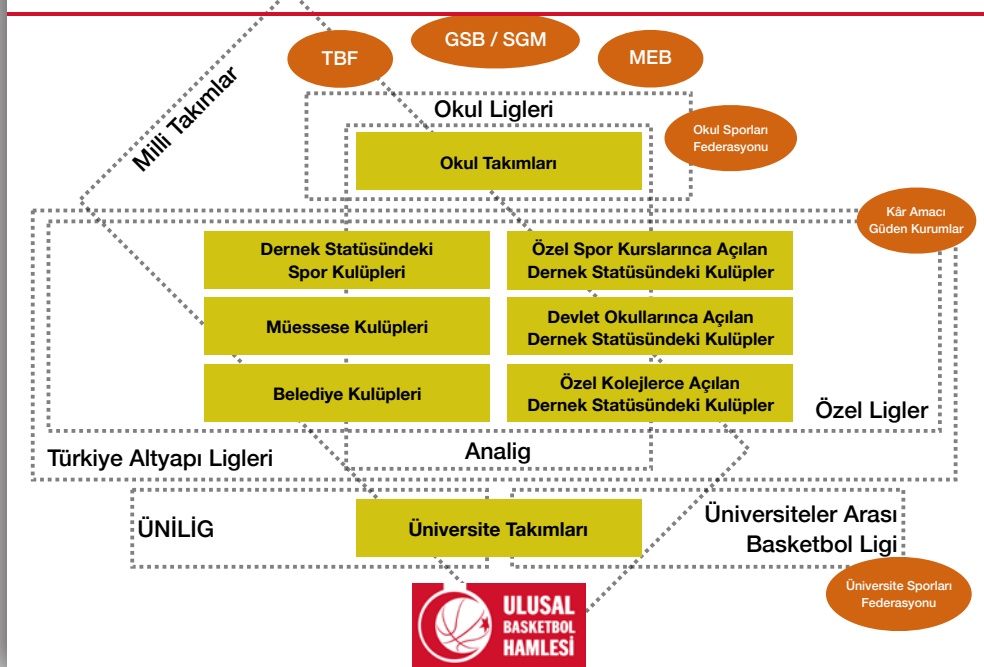 TBF
GSB / SGM
MEB
Milli Takımlar
Okul Ligleri
Okul Sporları
Federasyonu
Okul Takımları
Kâr Amacı
Güden Kurumlar
Dernek Statüsündeki
Spor Kulüpleri
Özel Spor Kurslarınca Açılan
Dernek Statüsündeki Kulüpler
Müessese Kulüpleri
Devlet Okullarınca Açılan
Dernek Statüsündeki Kulüpler
Belediye Kulüpleri
Özel Kolejlerce Açılan
Dernek Statüsündeki Kulüpler
Özel Ligler
Türkiye Altyapı Ligleri
Analig
ÜNİLİG
Üniversite Takımları
Üniversiteler Arası
Basketbol Ligi
Üniversite Sporları
Federasyonu
ULUSAL
BASKETBOL
HAMLESİ